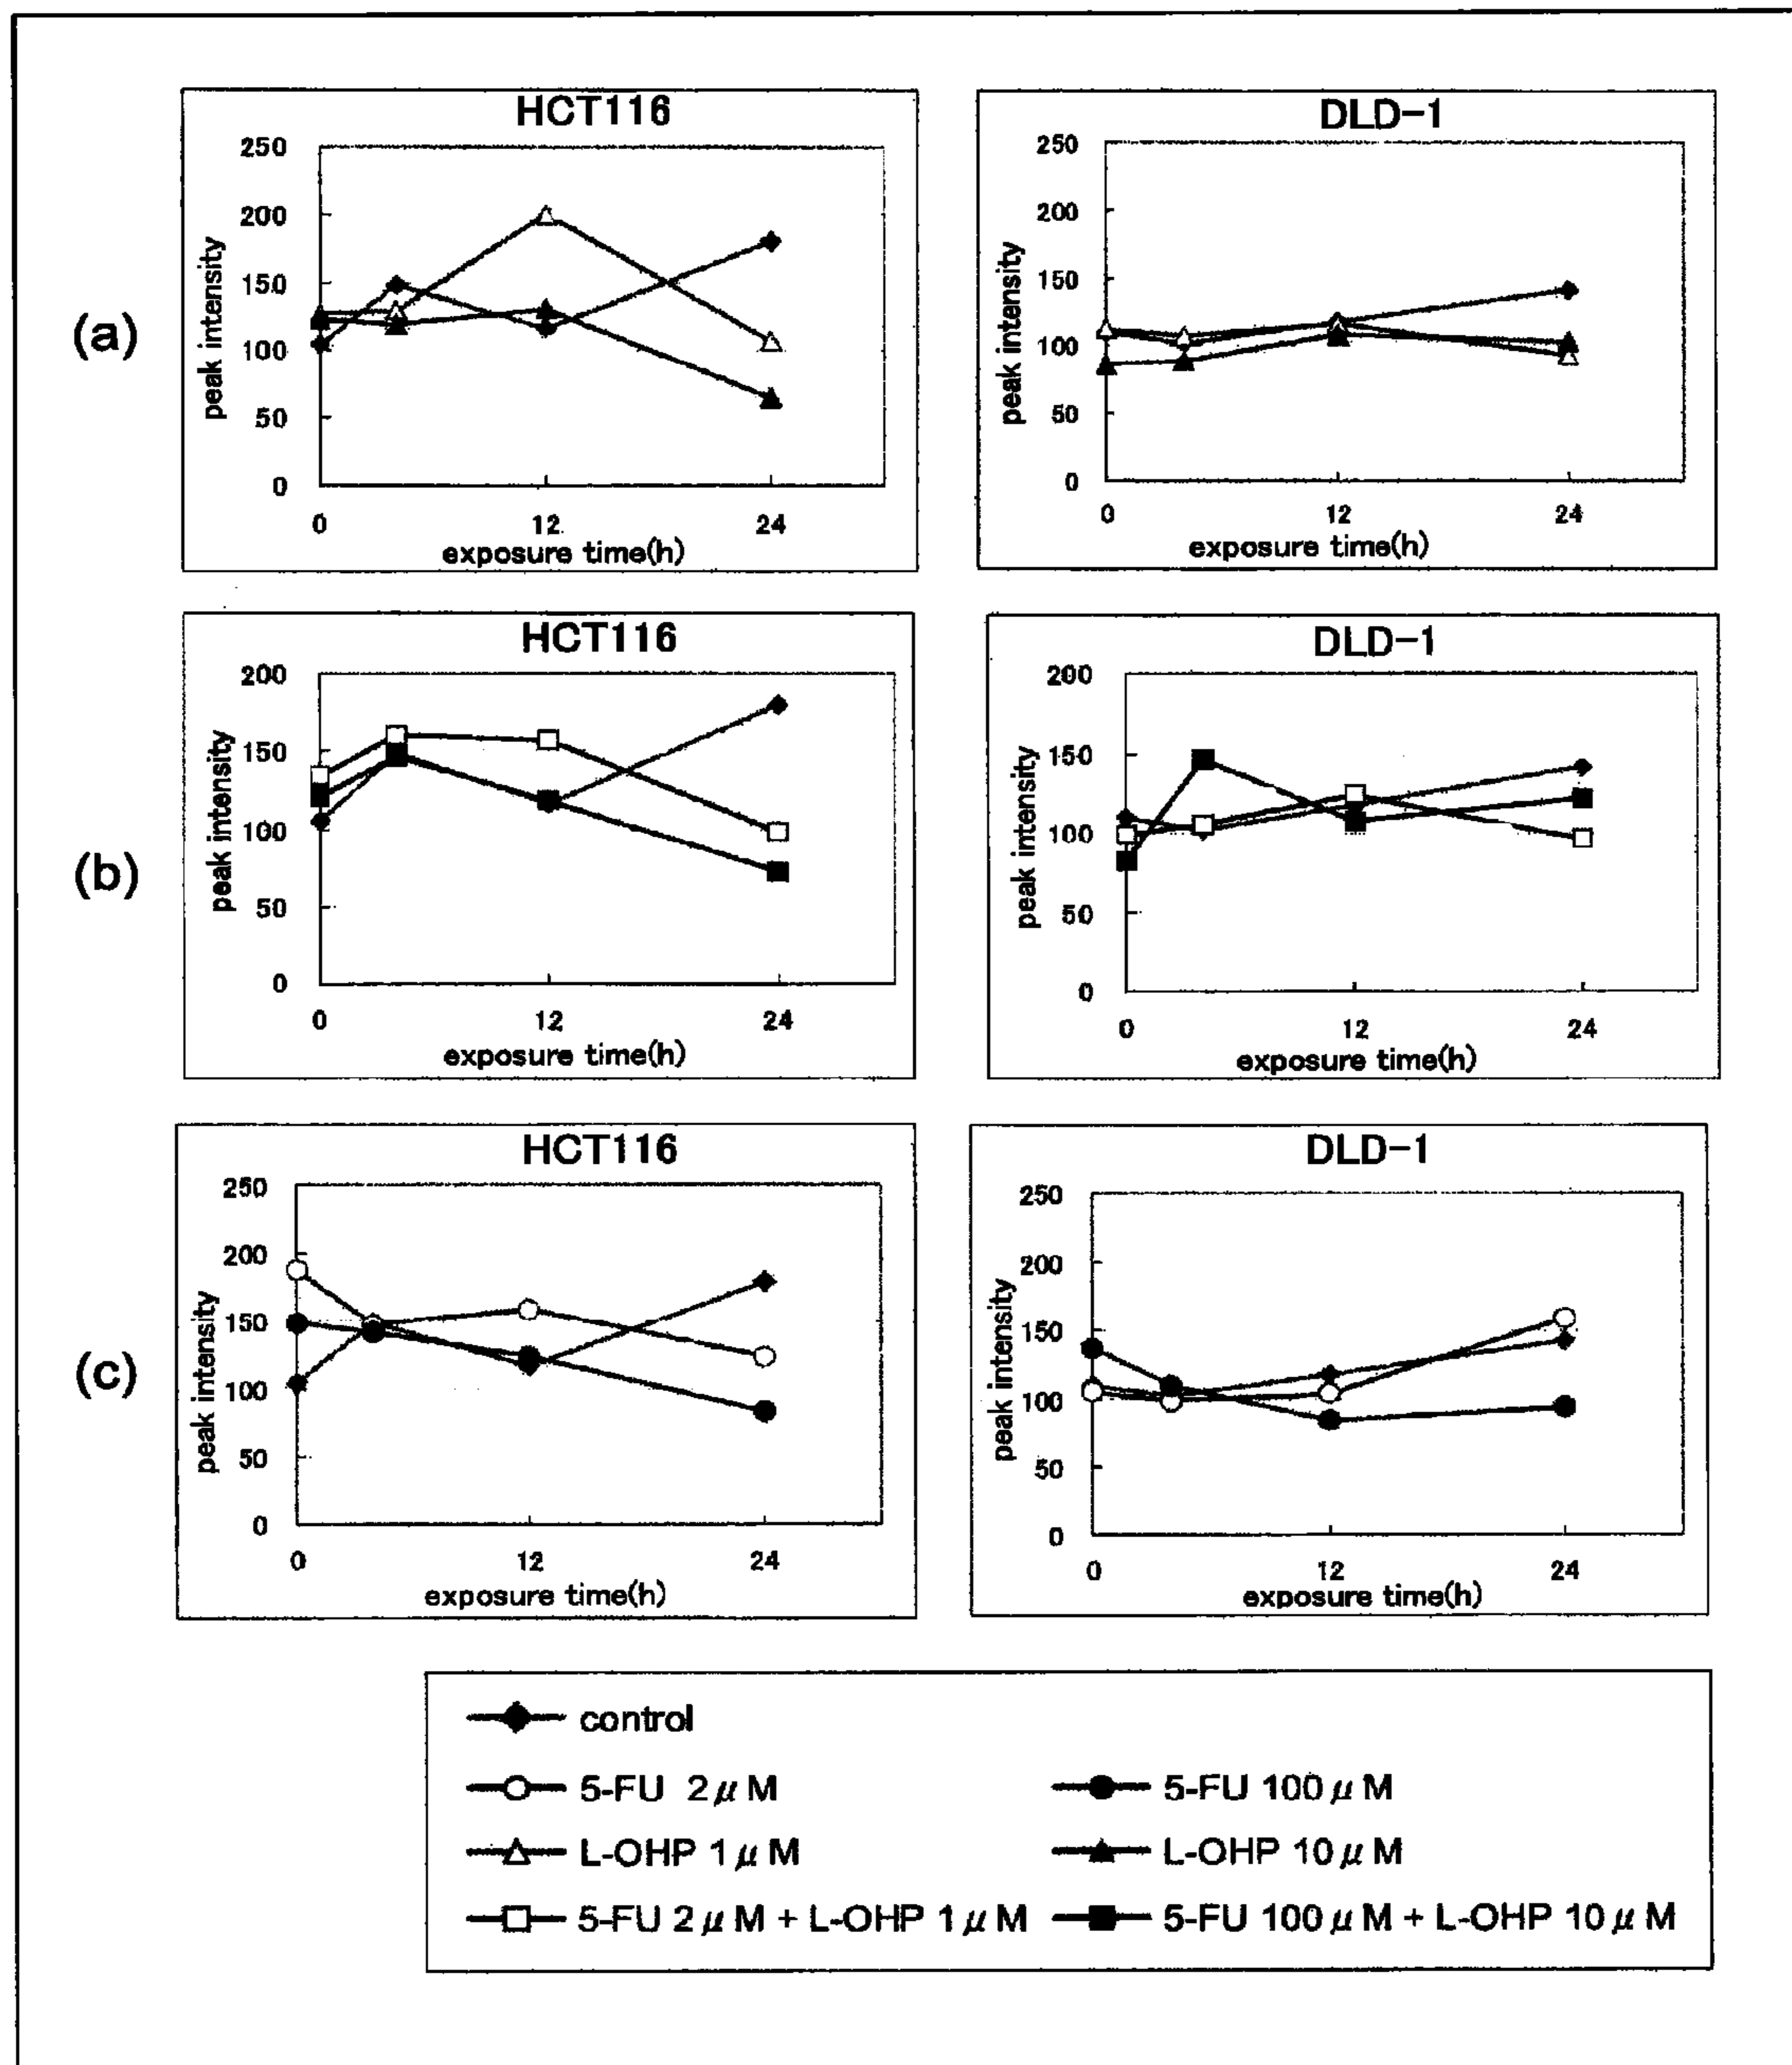 (a)
HCT116
250
200
150
100
50
0
peak intensity
0 12 24
exposure time(h)
DLD-1
250
200
150
100
50
0
peak intensity
0 12 24
exposure time(h)
(b)
HCT116
200
150
100
50
0
peak intensity
0 12 24
exposure time(h)
DLD-1
200
150
100
50
0
peak intensity
0 12 24
exposure time(h)
(c)
HCT116
250
200
150
100
50
0
peak intensity
0 12 24
exposure time(h)
DLD-1
250
200
150
100
50
0
peak intensity
0 12 24
exposure time(h)
control
5-FU 2μM 5-FU 100μM
L-OHP 1μM L-OHP 10μM
5-FU 2μM + L-OHP 1μM 5-FU 100μM + L-OHP 10μM